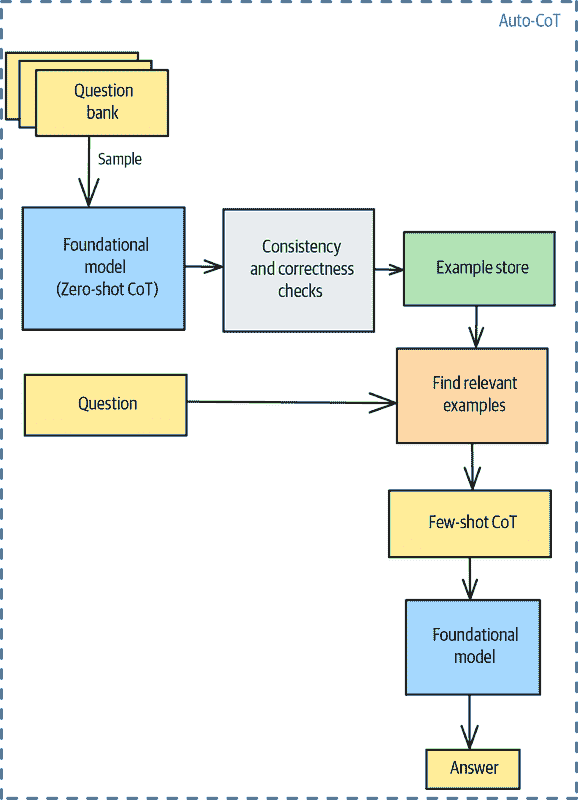 Auto-CoT
Question
bank
Sample
Foundational
model
(Zero-shot CoT)
Consistency
and correctness
checks
Example store
Question
Find relevant
examples
Few-shot CoT
Foundational
model
Answer